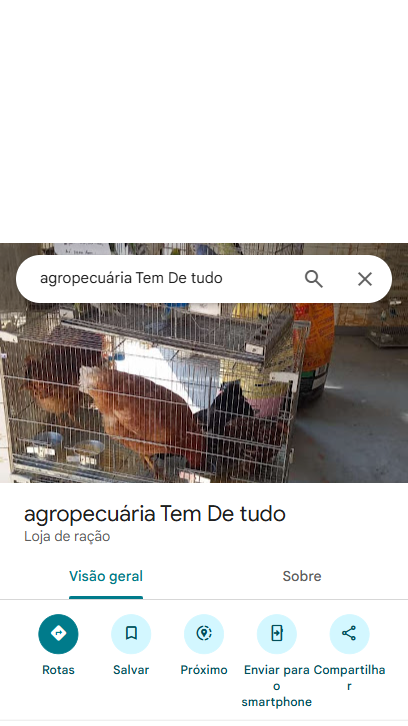 agropecuária Tem De tudo
agropecuária Tem De tudo
Loja de ração
Visão geral
Sobre
Rotas
Salvar
Próximo
Enviar para
o
smartphone
Compartilha
r